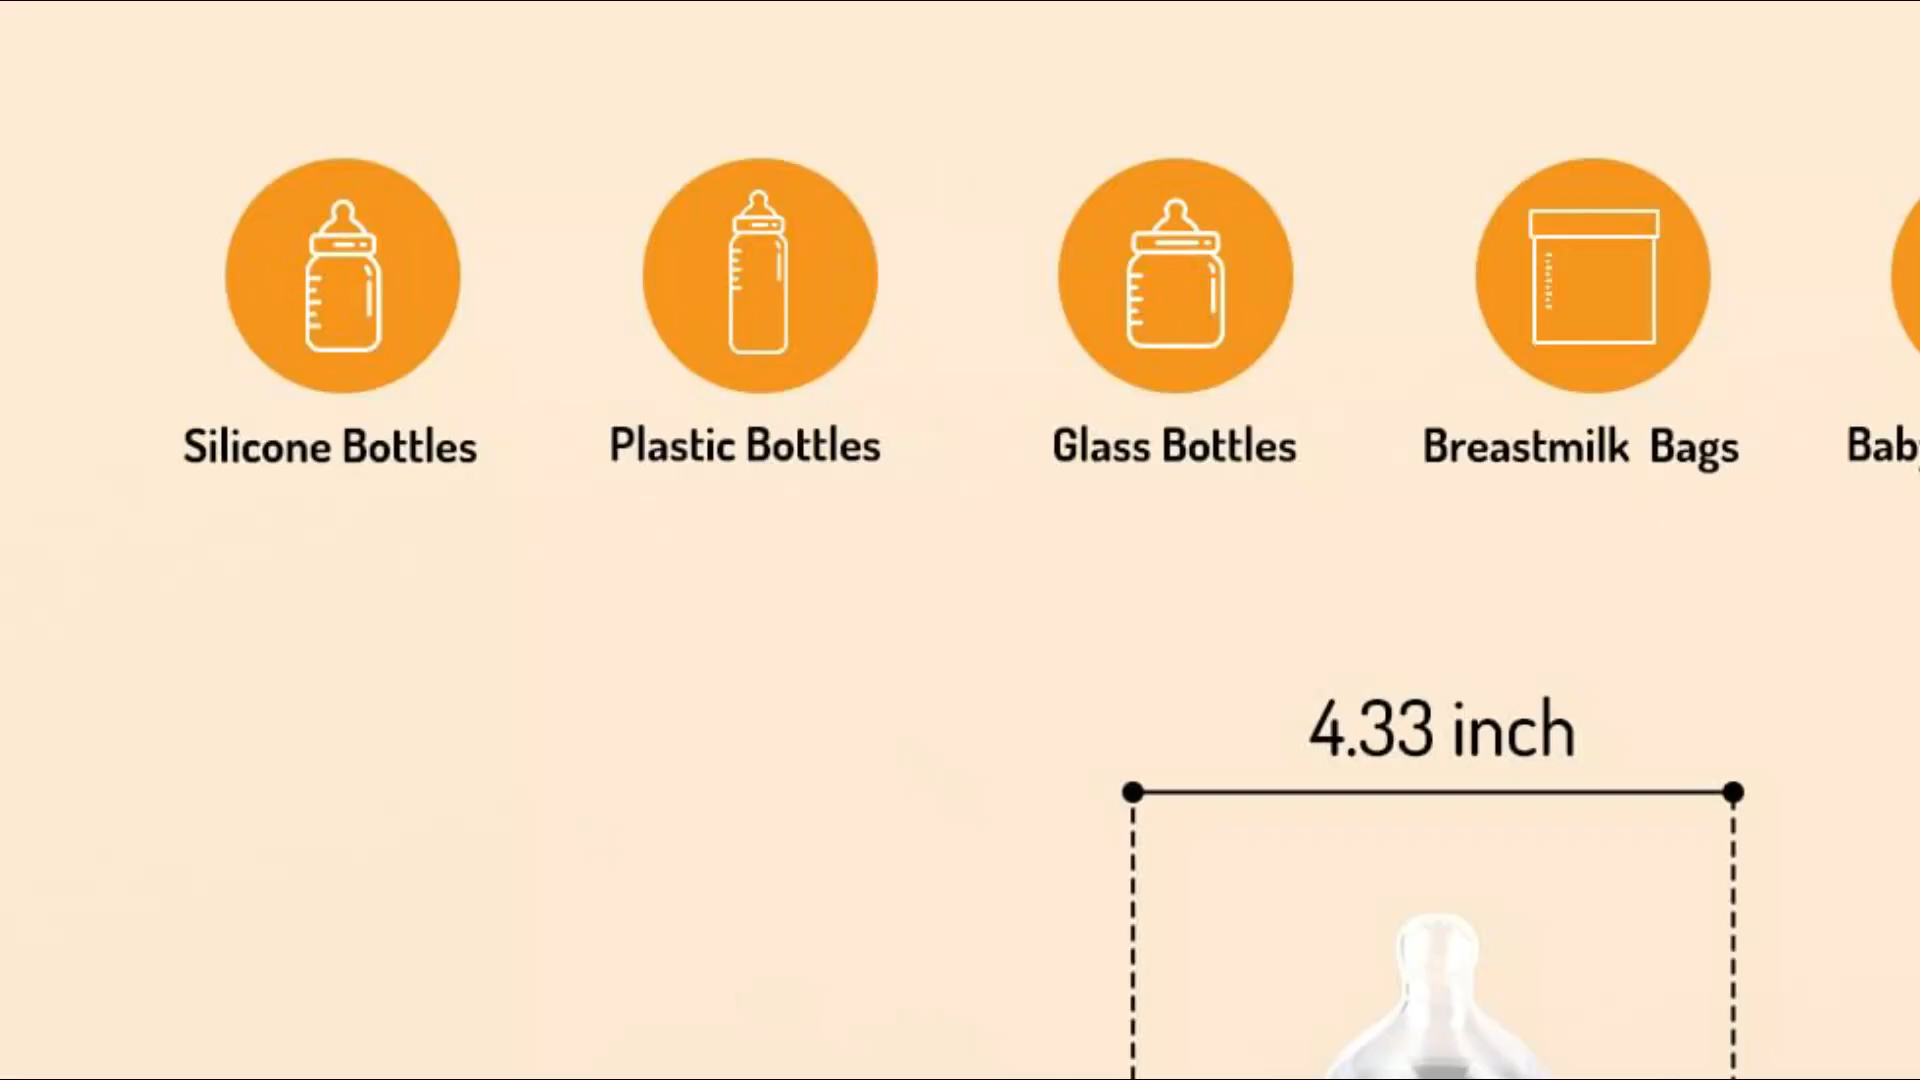 Silicone Bottles
Plastic Bottles
Glass Bottles
Breastmilk Bags
4.33 inch